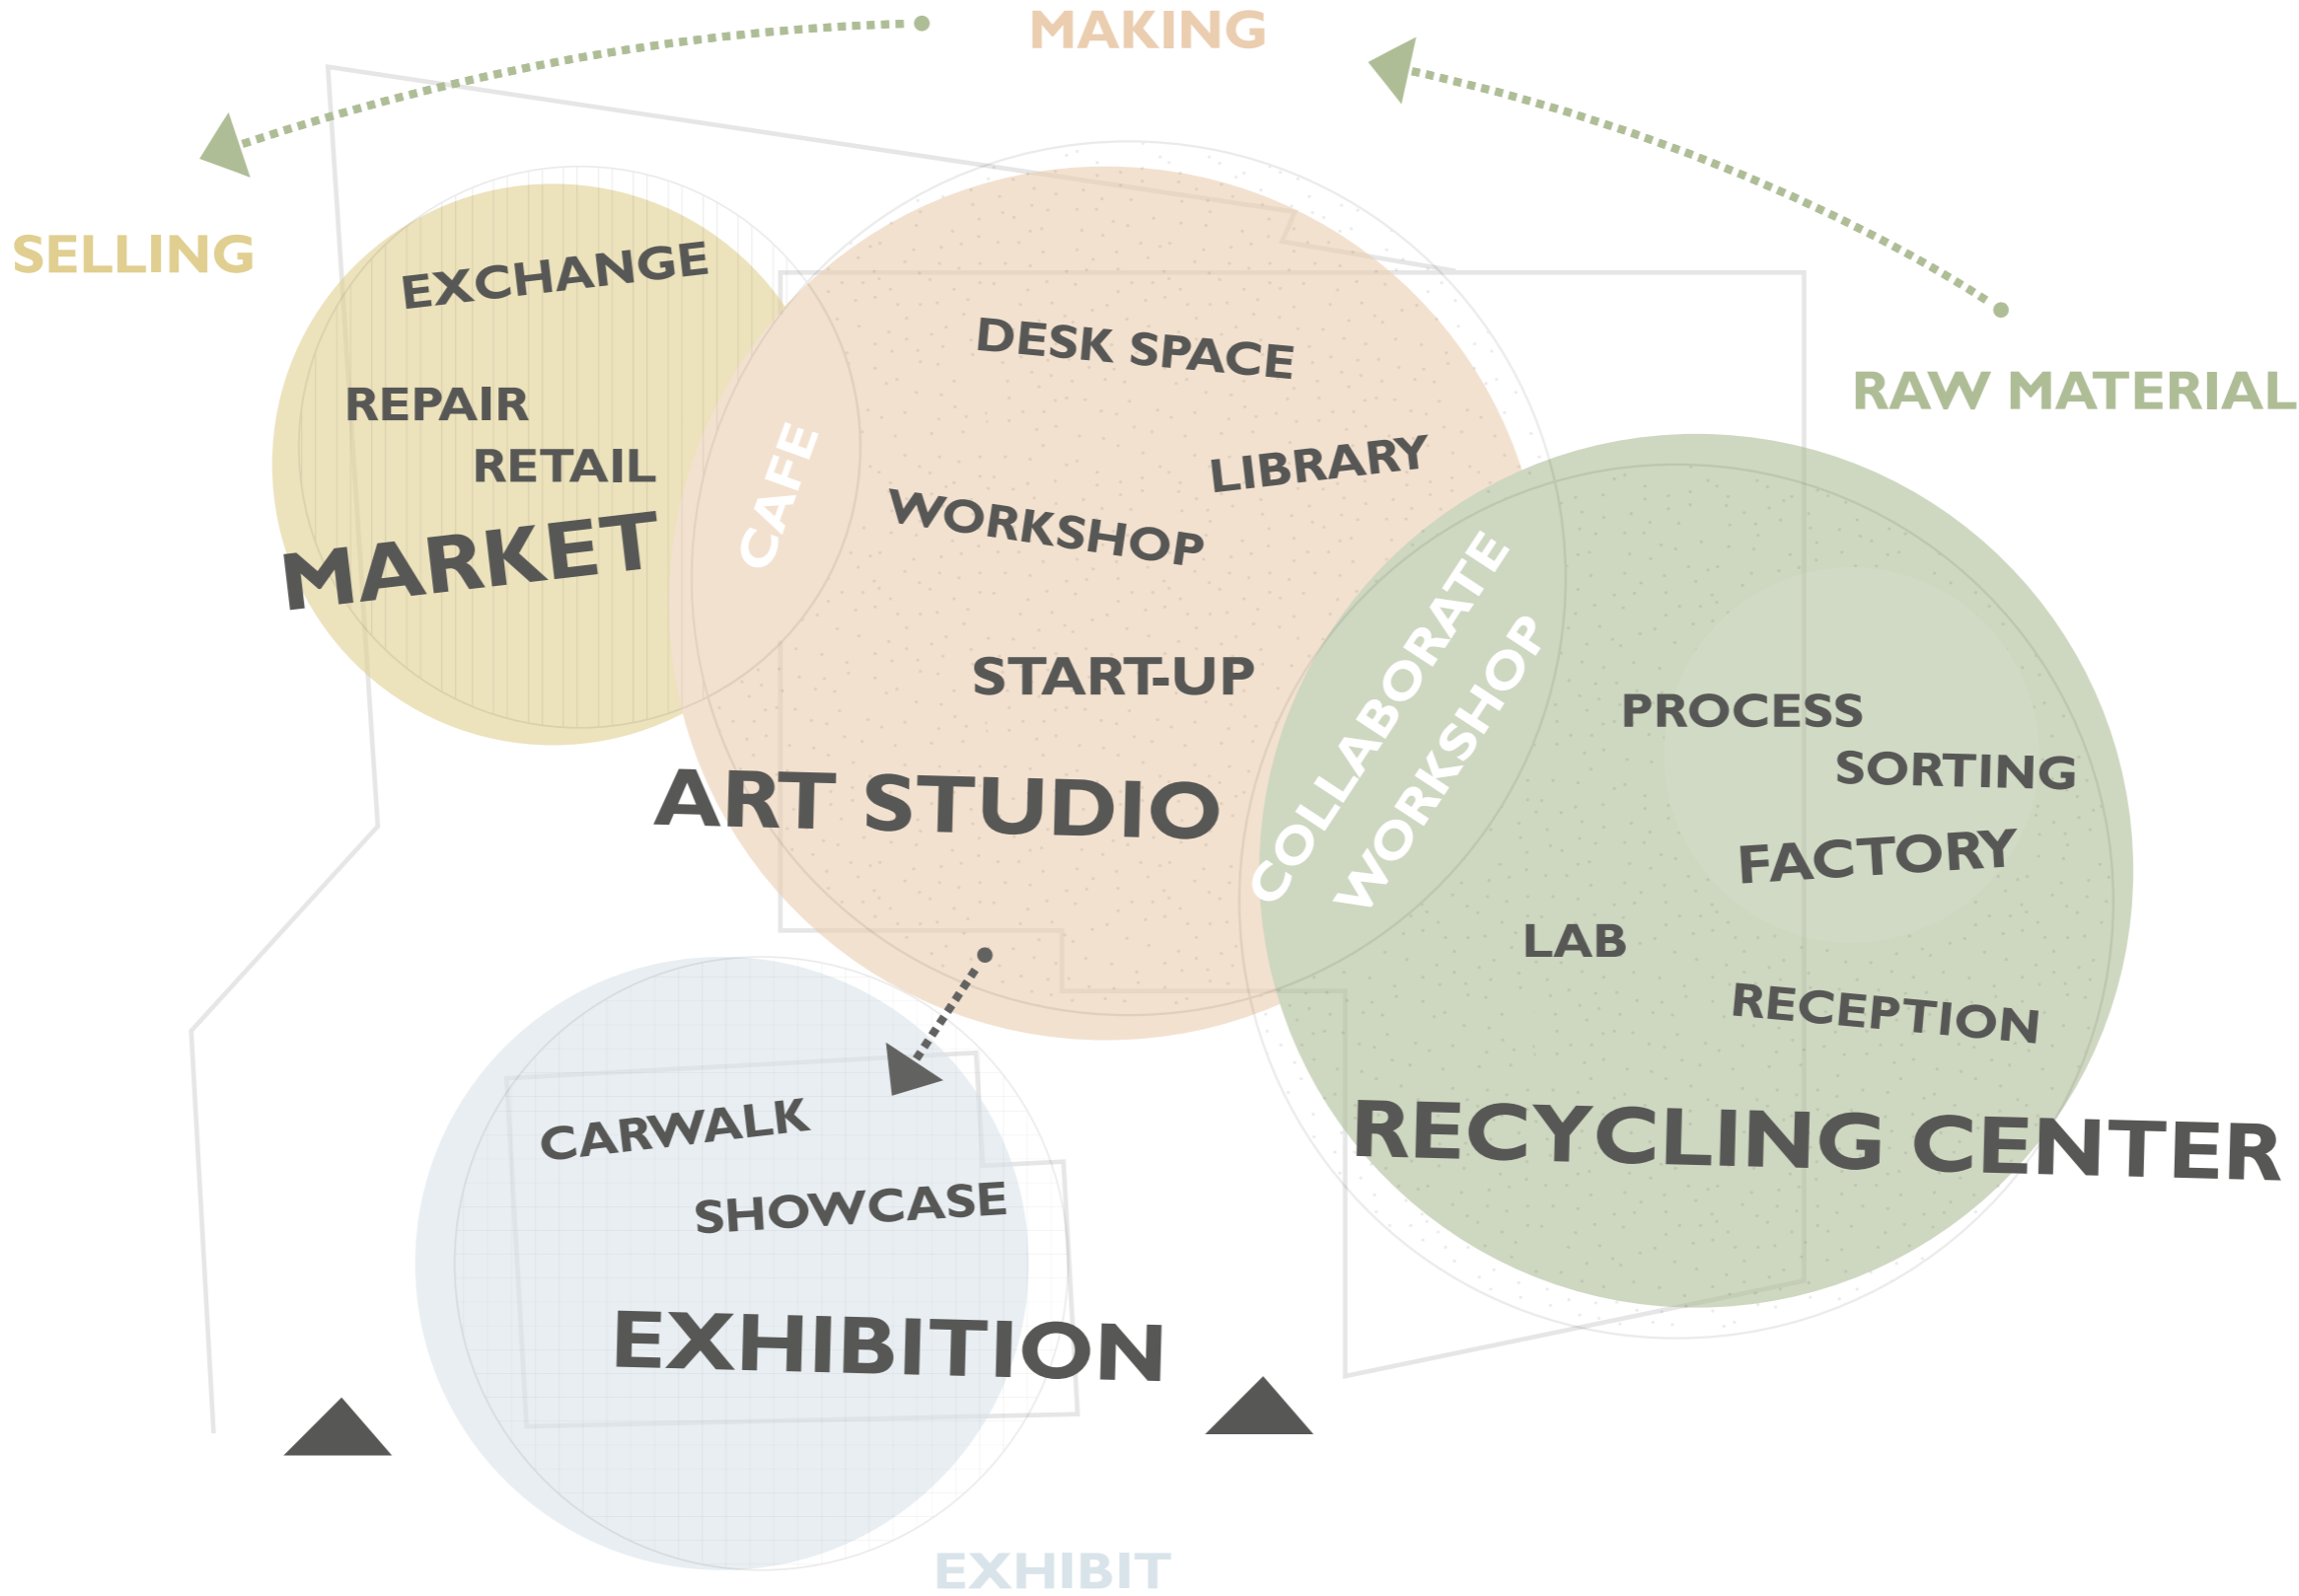 MAKING
SELLING
RAW MATERIAL
EXCHANGE
REPAIR
RETAIL
MARKET
CAFE
DESK SPACE
LIBRARY
WORKSHOP
START-UP
ART STUDIO
COLLABORATE
WORKSHOP
PROCESS
SORTING
FACTORY
LAB
RECEPTION
RECYCLING CENTER
CARWALK
SHOWCASE
EXHIBITION
EXHIBIT